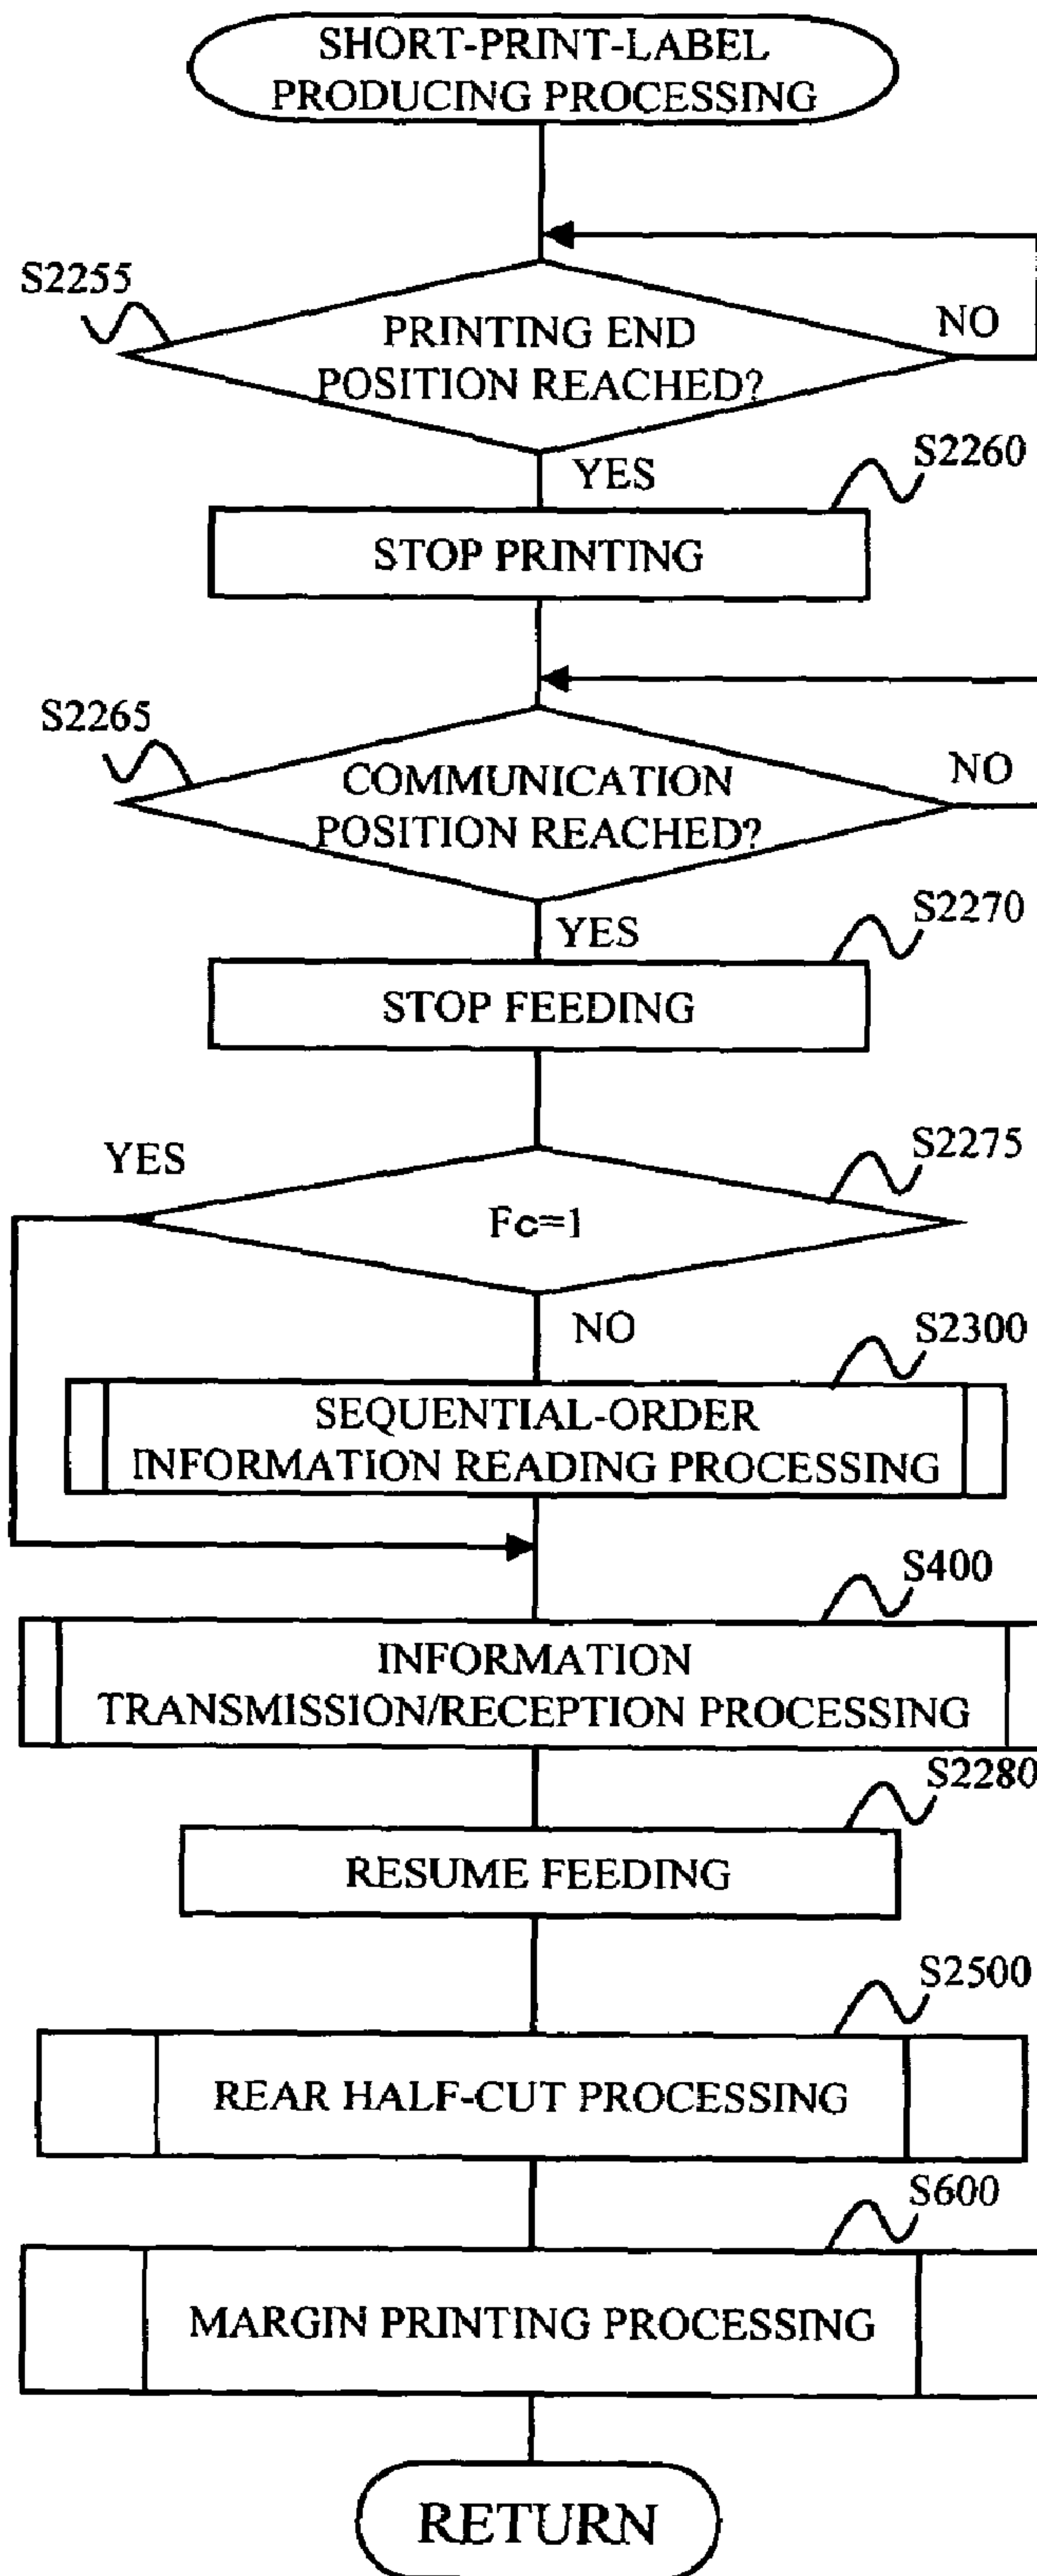 SHORT-PRINT-LABEL
PRODUCING PROCESSING
S2255
PRINTING END
POSITION REACHED?
NO
YES
S2260
STOP PRINTING
S2265
COMMUNICATION
POSITION REACHED?
NO
YES
S2270
STOP FEEDING
YES
S2275
Fc=1
NO
S2300
SEQUENTIAL-ORDER
INFORMATION READING PROCESSING
S400
INFORMATION
TRANSMISSION/RECEPTION PROCESSING
S2280
RESUME FEEDING
S2500
REAR HALF-CUT PROCESSING
S600
MARGIN PRINTING PROCESSING
RETURN